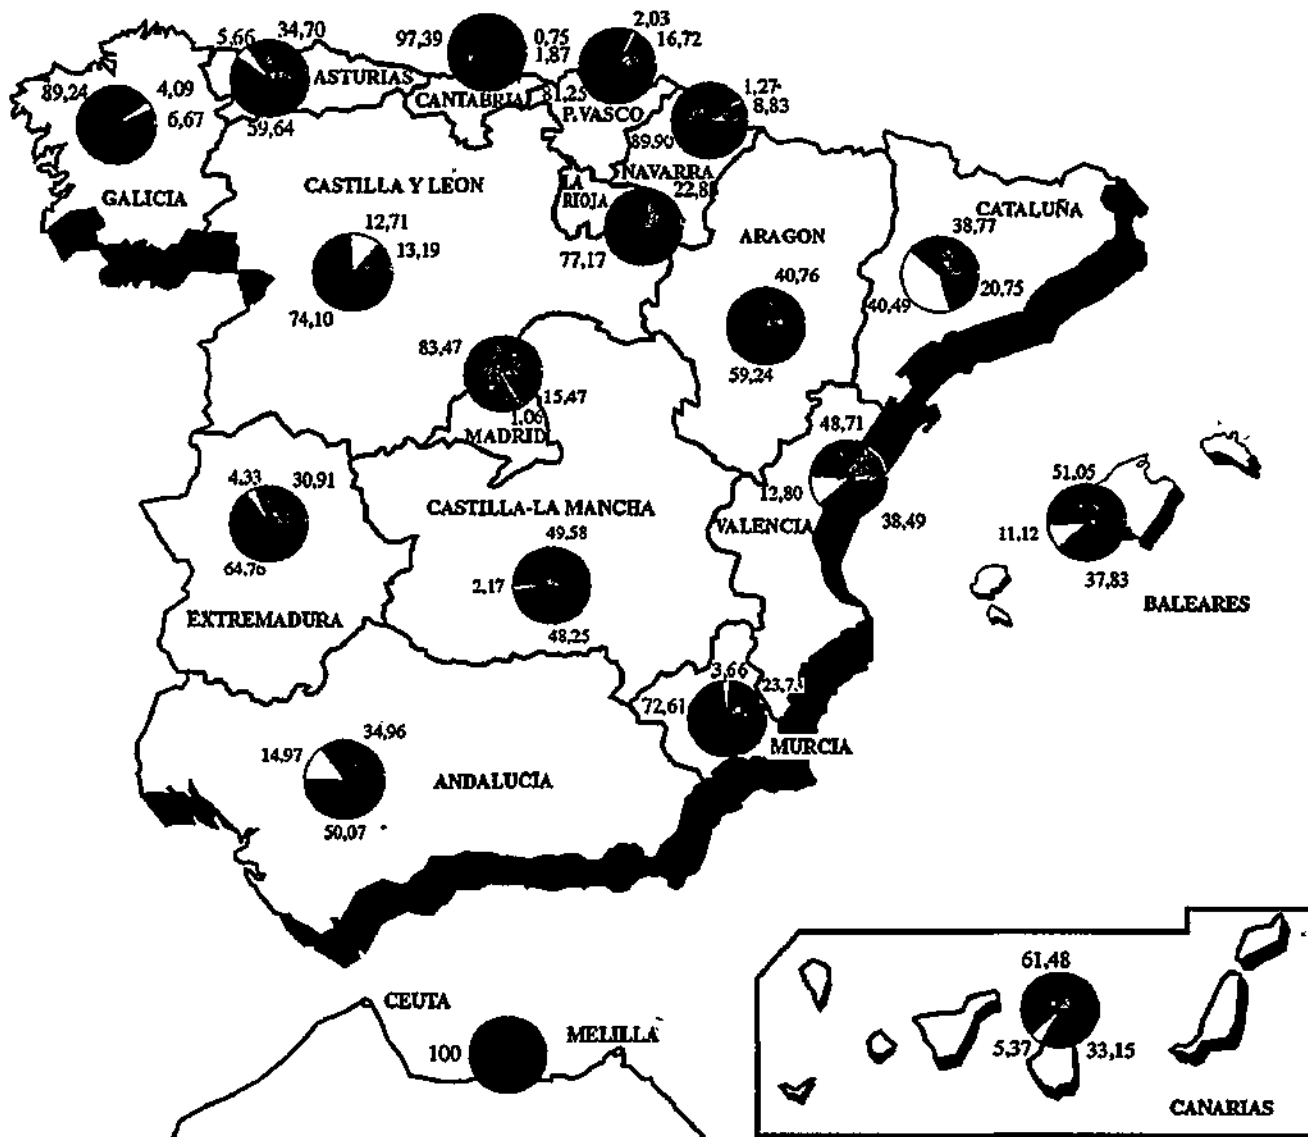 5,66 34,70
ASTURIAS
59,64
97,39 0,75
1,87
CANTABRIA
2,03
16,72
81,25
P.VASCO
1,27
8,83
89,90
NAVARRA
89,24 4,09
6,67
GALICIA
CASTILLA Y LEON
12,71
13,19
74,10
LA
RIOJA
77,17
ARAGON
40,76
59,24
CATALUÑA
38,77
40,49 20,75
83,47
15,47
1,06
MADRID
4,33 30,91
64,76
EXTREMADURA
CASTILLA-LA MANCHA
49,58
2,17
48,25
48,71
12,80
38,49
VALENCIA
51,05
11,12
37,83
BALEARES
3,66
23,73
72,61
MURCIA
34,96
14,97
50,07
ANDALUCIA
CEUTA
100
MELILLA
61,48
5,37 33,15
CANARIAS